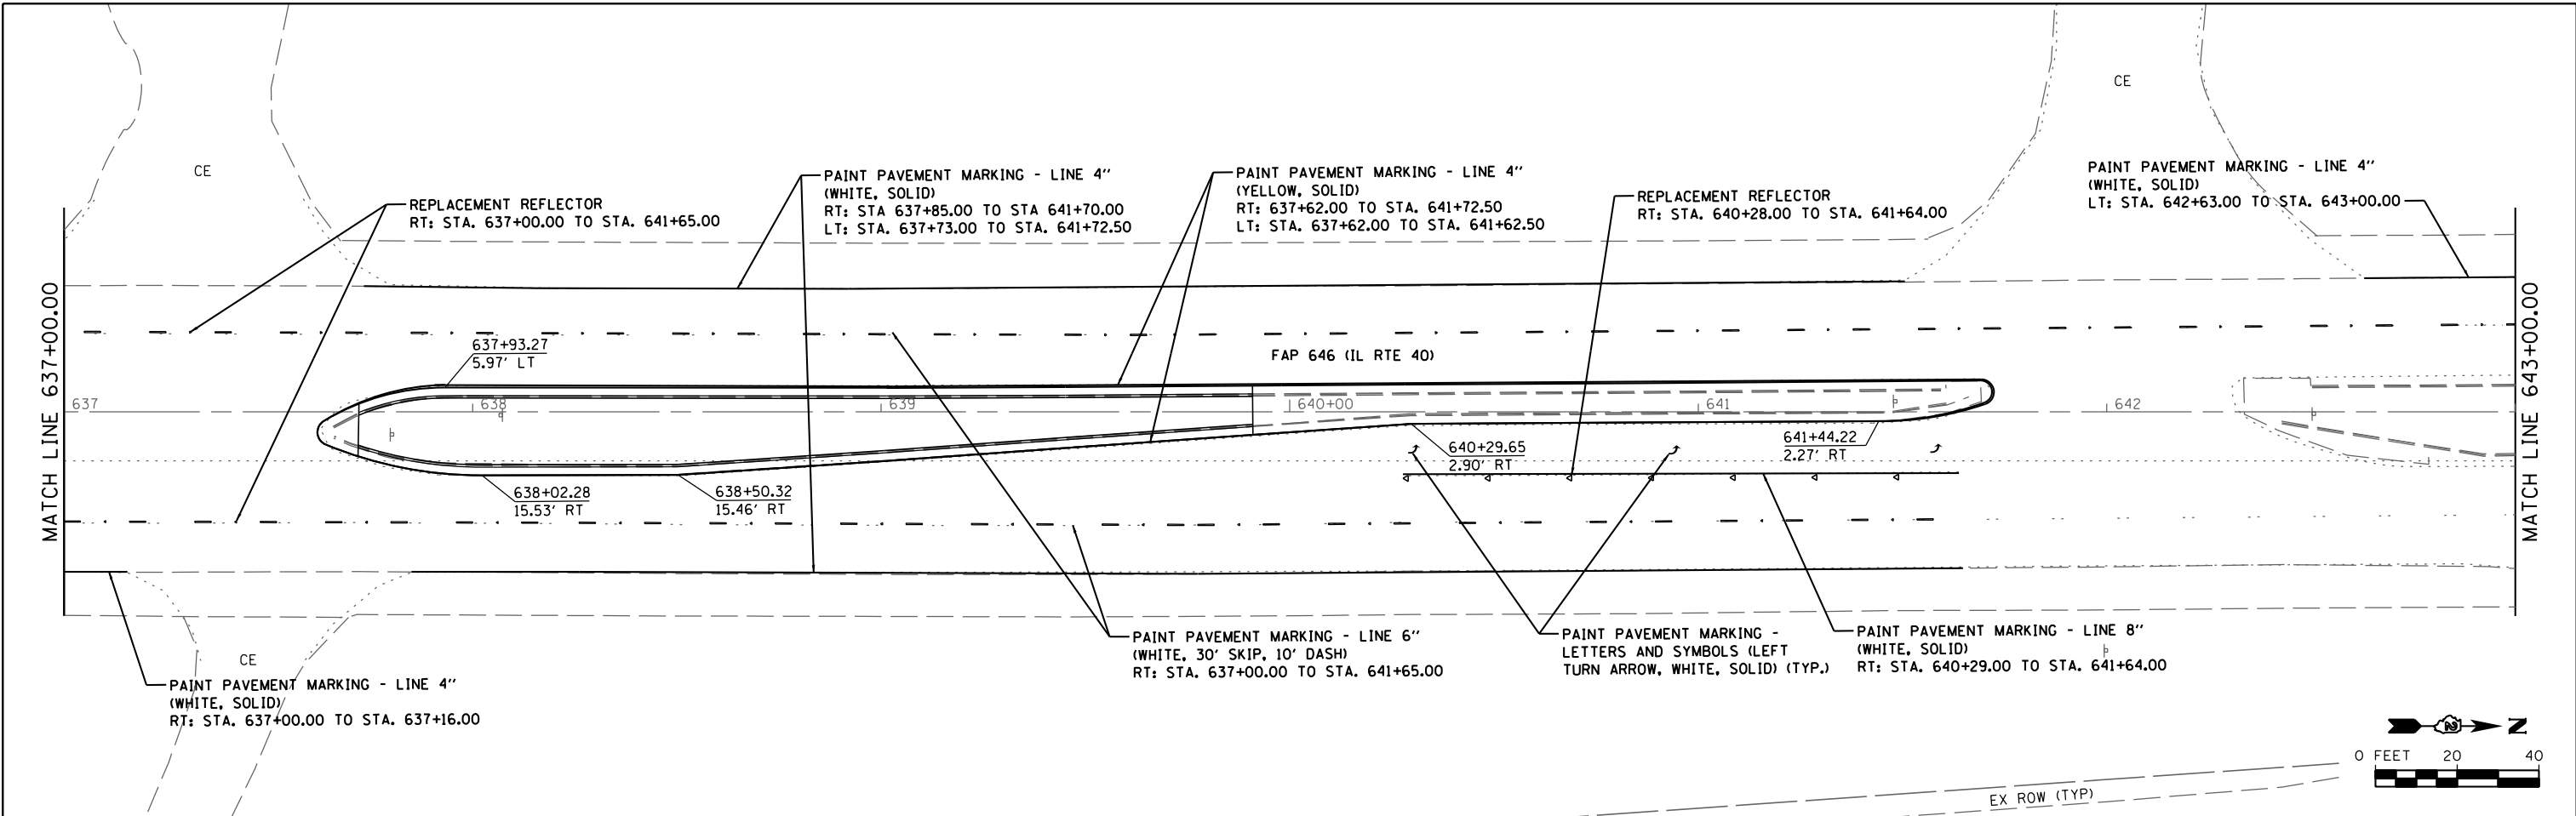 CE
CE
REPLACEMENT REFLECTOR
RT: STA. 637+00.00 TO STA. 641+65.00
PAINT PAVEMENT MARKING - LINE 4''
(WHITE, SOLID)
RT: STA 637+85.00 TO STA 641+70.00
LT: STA. 637+73.00 TO STA. 641+72.50
PAINT PAVEMENT MARKING - LINE 4''
(YELLOW, SOLID)
RT: 637+62.00 TO STA. 641+72.50
LT: STA. 637+62.00 TO STA. 641+62.50
REPLACEMENT REFLECTOR
RT: STA. 640+28.00 TO STA. 641+64.00
PAINT PAVEMENT MARKING - LINE 4''
(WHITE, SOLID)
LT: STA. 642+63.00 TO STA. 643+00.00
MATCH LINE 637+00.00
MATCH LINE 643+00.00
637+93.27
5.97' LT
FAP 646 (IL RTE 40)
637
638
639
640+00
641
642
640+29.65
2.90' RT
641+44.22
2.27' RT
638+02.28
15.53' RT
638+50.32
15.46' RT
CE
PAINT PAVEMENT MARKING - LINE 4''
(WHITE, SOLID)
RT: STA. 637+00.00 TO STA. 637+16.00
PAINT PAVEMENT MARKING - LINE 6''
(WHITE, 30' SKIP, 10' DASH)
RT: STA. 637+00.00 TO STA. 641+65.00
PAINT PAVEMENT MARKING -
LETTERS AND SYMBOLS (LEFT
TURN ARROW, WHITE, SOLID) (TYP.)
PAINT PAVEMENT MARKING - LINE 8''
(WHITE, SOLID)
RT: STA. 640+29.00 TO STA. 641+64.00
N
0 FEET 20 40
EX ROW (TYP)